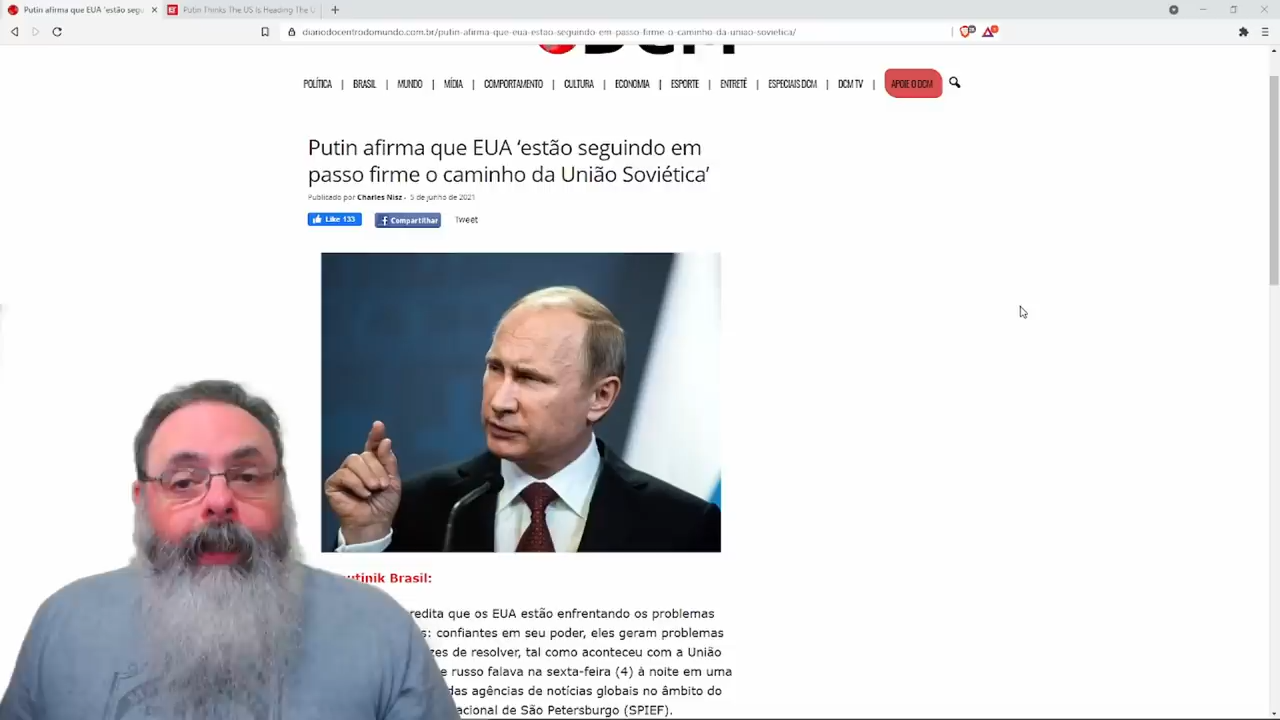 Putin afirma que EUA 'estão segu
Putin Thinks The US Is Heading The U
diariodocentrodomundo.com.br/putin-afirma-que-eua-estao-seguindo-em-passo-firme-o-caminho-da-uniao-sovietica/
DCM
POLÍTICA | BRASIL | MUNDO | MÍDIA | COMPORTAMENTO | CULTURA | ECONOMIA | ESPORTE | ENTRETÊ | ESPECIAIS DCM | DCM TV | APOIE O DCM
Putin afirma que EUA ‘estão seguindo em
passo firme o caminho da União Soviética’
Publicado por Charles Nisz - 5 de junho de 2021
Like 133 Compartilhar Tweet
utinik Brasil:
redita que os EUA estão enfrentando os problemas
s: confiantes em seu poder, eles geram problemas
zes de resolver, tal como aconteceu com a União
e russo falava na sexta-feira (4) à noite em uma
das agências de notícias globais no âmbito do
acional de São Petersburgo (SPIEF).